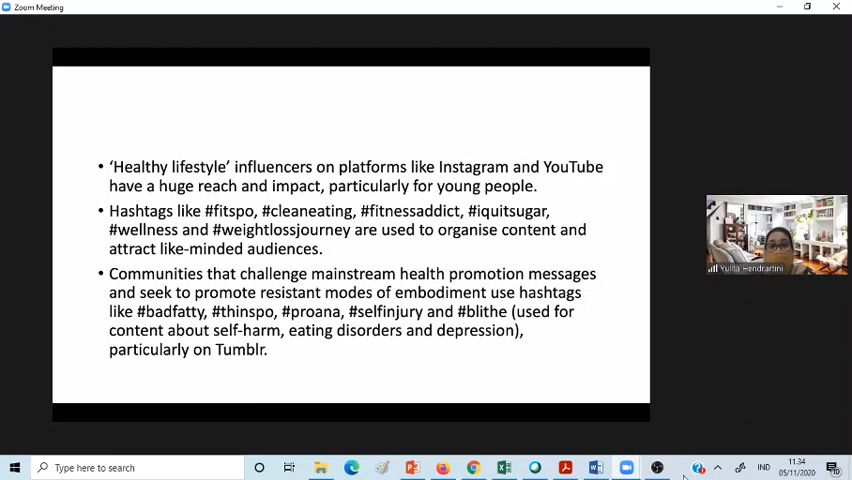 Zoom Meeting
• ‘Healthy lifestyle’ influencers on platforms like Instagram and YouTube
have a huge reach and impact, particularly for young people.
• Hashtags like #fitspo, #cleaneating, #fitnessaddict, #iquitsugar,
#wellness and #weightlossjourney are used to organise content and
attract like-minded audiences.
• Communities that challenge mainstream health promotion messages
and seek to promote resistant modes of embodiment use hashtags
like #badfatty, #thinspo, #proana, #selfinjury and #blithe (used for
content about self-harm, eating disorders and depression),
particularly on Tumblr.
Yulita Hendrartini
Type here to search
IND
11.34
05/11/2020